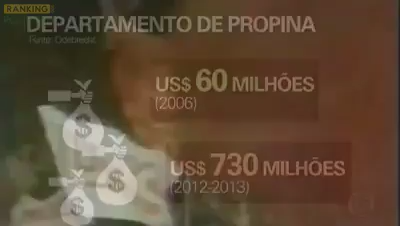 RANKING
DEPARTAMENTO DE PROPINA
Fonte: Odebrecht
US$ 60 MILHÕES
(2006)
US$ 730 MILHÕES
(2012-2013)